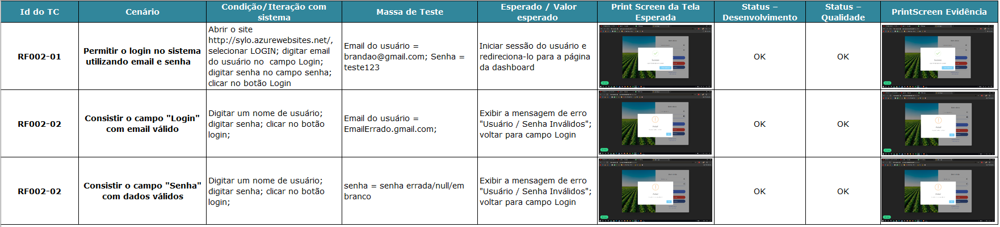 Id do TC
Cenário
Condição/Iteração com
sistema
Massa de Teste
Esperado / Valor
esperado
Print Screen da Tela
Esperada
Status –
Desenvolvimento
Status –
Qualidade
PrintScreen Evidência
RF002-01
Permitir o login no sistema
utilizando email e senha
Abrir o site
http://sylo.azurewebsites.net/,
selecionar LOGIN; digitar email
do usuário no campo Login;
digitar senha no campo senha;
clicar no botão Login
Email do usuário =
brandao@gmail.com; Senha =
teste123
Iniciar sessão do usuário e
redireciona-lo para a página
da dashboard
OK
OK
RF002-02
Consistir o campo "Login"
com email válido
Digitar um nome de usuário;
digitar senha; clicar no botão
login;
Email do usuário =
EmailErrado.gmail.com;
Exibir a mensagem de erro
"Usuário / Senha Inválidos";
voltar para campo Login
OK
OK
RF002-02
Consistir o campo "Senha"
com dados válidos
Digitar um nome de usuário;
digitar senha; clicar no botão
login;
senha = senha errada/null/em
branco
Exibir a mensagem de erro
"Usuário / Senha Inválidos";
voltar para campo Login
OK
OK